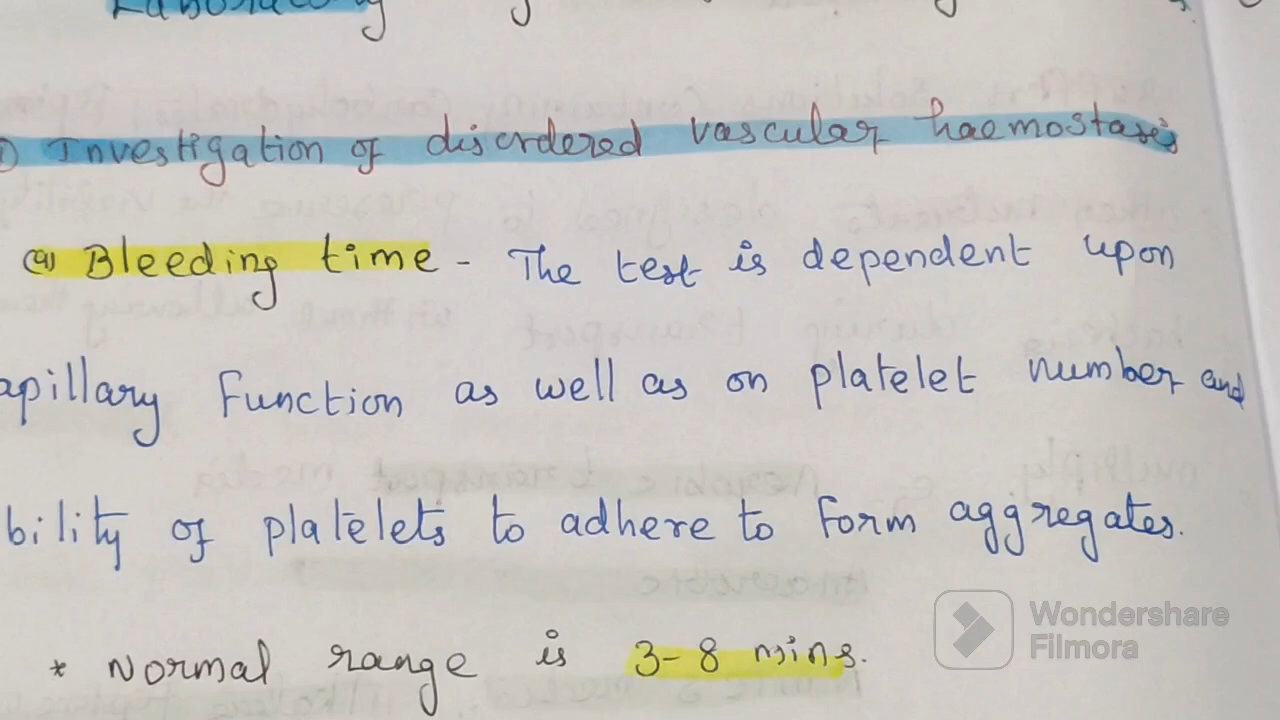 1) Investigation of disordered vascular haemostasis
(a) Bleeding time - The test is dependent upon
apillary Function as well as on platelet number and
bility of platelets to adhere to form aggregates.
* Normal range is 3-8 mins.
Wondershare
Filmora